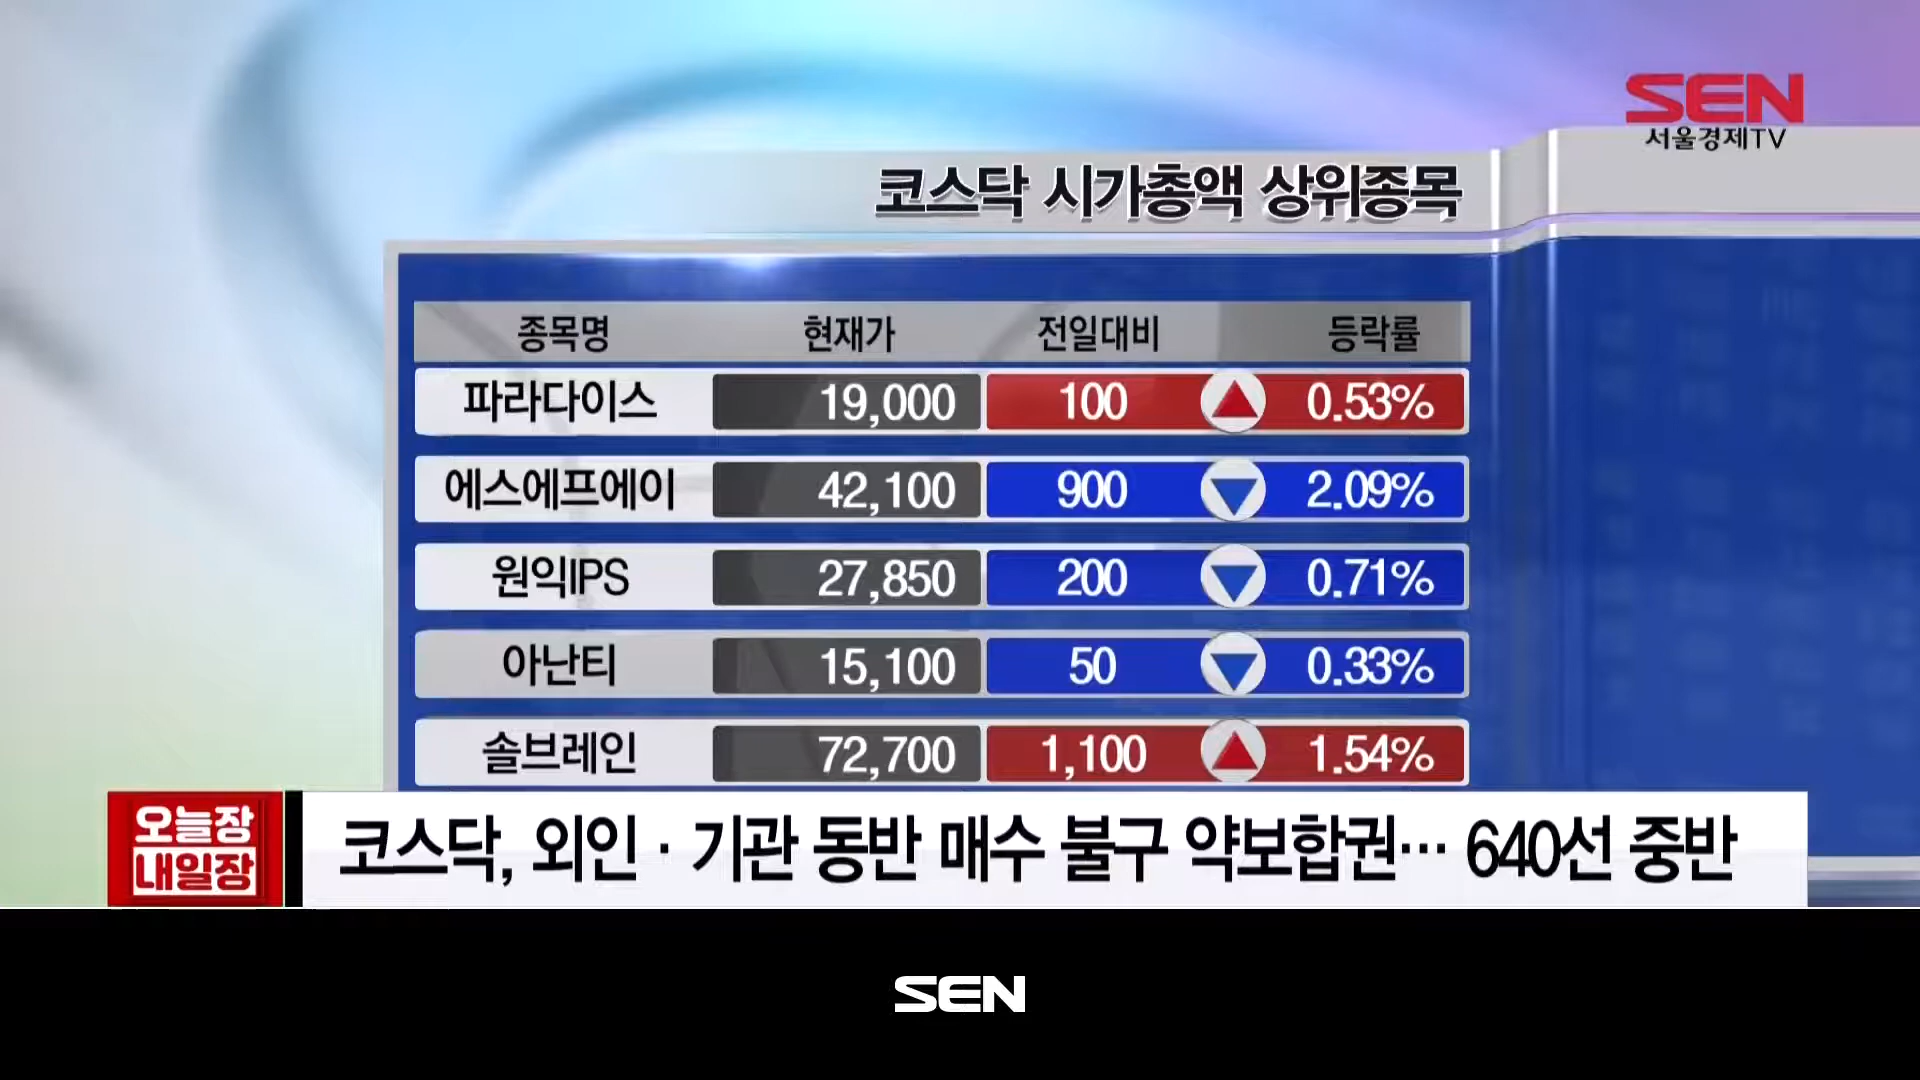 SEN
서울경제TV
코스닥 시가총액 상위종목
종목명 현재가 전일대비 등락률
파라다이스 19,000 100 ▲ 0.53%
에스에프에이 42,100 900 ▼ 2.09%
원익IPS 27,850 200 ▼ 0.71%
아난티 15,100 50 ▼ 0.33%
솔브레인 72,700 1,100 ▲ 1.54%
오늘장
내일장
코스닥, 외인·기관 동반 매수 불구 약보합권… 640선 중반
SEN